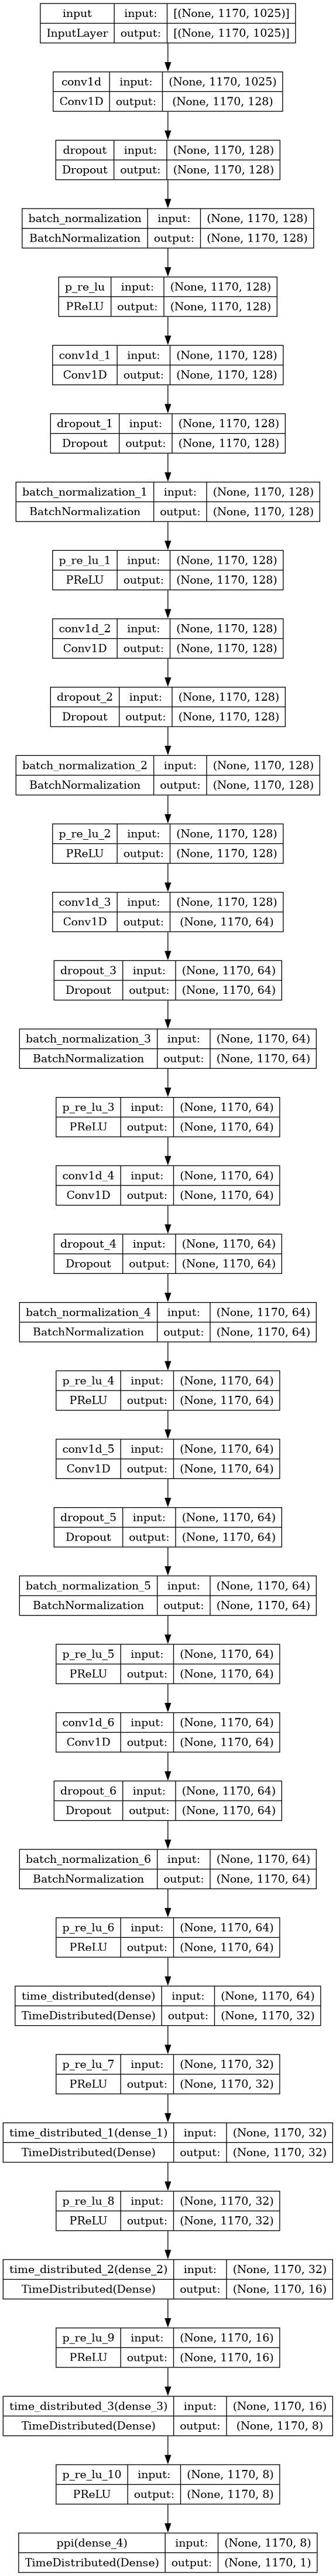 input input: [(None, 1170, 1025)]
InputLayer output: [(None, 1170, 1025)]
conv1d input: (None, 1170, 1025)
Conv1D output: (None, 1170, 128)
dropout input: (None, 1170, 128)
Dropout output: (None, 1170, 128)
batch_normalization input: (None, 1170, 128)
BatchNormalization output: (None, 1170, 128)
p_re_lu input: (None, 1170, 128)
PReLU output: (None, 1170, 128)
conv1d_1 input: (None, 1170, 128)
Conv1D output: (None, 1170, 128)
dropout_1 input: (None, 1170, 128)
Dropout output: (None, 1170, 128)
batch_normalization_1 input: (None, 1170, 128)
BatchNormalization output: (None, 1170, 128)
p_re_lu_1 input: (None, 1170, 128)
PReLU output: (None, 1170, 128)
conv1d_2 input: (None, 1170, 128)
Conv1D output: (None, 1170, 128)
dropout_2 input: (None, 1170, 128)
Dropout output: (None, 1170, 128)
batch_normalization_2 input: (None, 1170, 128)
BatchNormalization output: (None, 1170, 128)
p_re_lu_2 input: (None, 1170, 128)
PReLU output: (None, 1170, 128)
conv1d_3 input: (None, 1170, 128)
Conv1D output: (None, 1170, 64)
dropout_3 input: (None, 1170, 64)
Dropout output: (None, 1170, 64)
batch_normalization_3 input: (None, 1170, 64)
BatchNormalization output: (None, 1170, 64)
p_re_lu_3 input: (None, 1170, 64)
PReLU output: (None, 1170, 64)
conv1d_4 input: (None, 1170, 64)
Conv1D output: (None, 1170, 64)
dropout_4 input: (None, 1170, 64)
Dropout output: (None, 1170, 64)
batch_normalization_4 input: (None, 1170, 64)
BatchNormalization output: (None, 1170, 64)
p_re_lu_4 input: (None, 1170, 64)
PReLU output: (None, 1170, 64)
conv1d_5 input: (None, 1170, 64)
Conv1D output: (None, 1170, 64)
dropout_5 input: (None, 1170, 64)
Dropout output: (None, 1170, 64)
batch_normalization_5 input: (None, 1170, 64)
BatchNormalization output: (None, 1170, 64)
p_re_lu_5 input: (None, 1170, 64)
PReLU output: (None, 1170, 64)
conv1d_6 input: (None, 1170, 64)
Conv1D output: (None, 1170, 64)
dropout_6 input: (None, 1170, 64)
Dropout output: (None, 1170, 64)
batch_normalization_6 input: (None, 1170, 64)
BatchNormalization output: (None, 1170, 64)
p_re_lu_6 input: (None, 1170, 64)
PReLU output: (None, 1170, 64)
time_distributed(dense) input: (None, 1170, 64)
TimeDistributed(Dense) output: (None, 1170, 32)
p_re_lu_7 input: (None, 1170, 32)
PReLU output: (None, 1170, 32)
time_distributed_1(dense_1) input: (None, 1170, 32)
TimeDistributed(Dense) output: (None, 1170, 32)
p_re_lu_8 input: (None, 1170, 32)
PReLU output: (None, 1170, 32)
time_distributed_2(dense_2) input: (None, 1170, 32)
TimeDistributed(Dense) output: (None, 1170, 16)
p_re_lu_9 input: (None, 1170, 16)
PReLU output: (None, 1170, 16)
time_distributed_3(dense_3) input: (None, 1170, 16)
TimeDistributed(Dense) output: (None, 1170, 8)
p_re_lu_10 input: (None, 1170, 8)
PReLU output: (None, 1170, 8)
ppi(dense_4) input: (None, 1170, 8)
TimeDistributed(Dense) output: (None, 1170, 1)